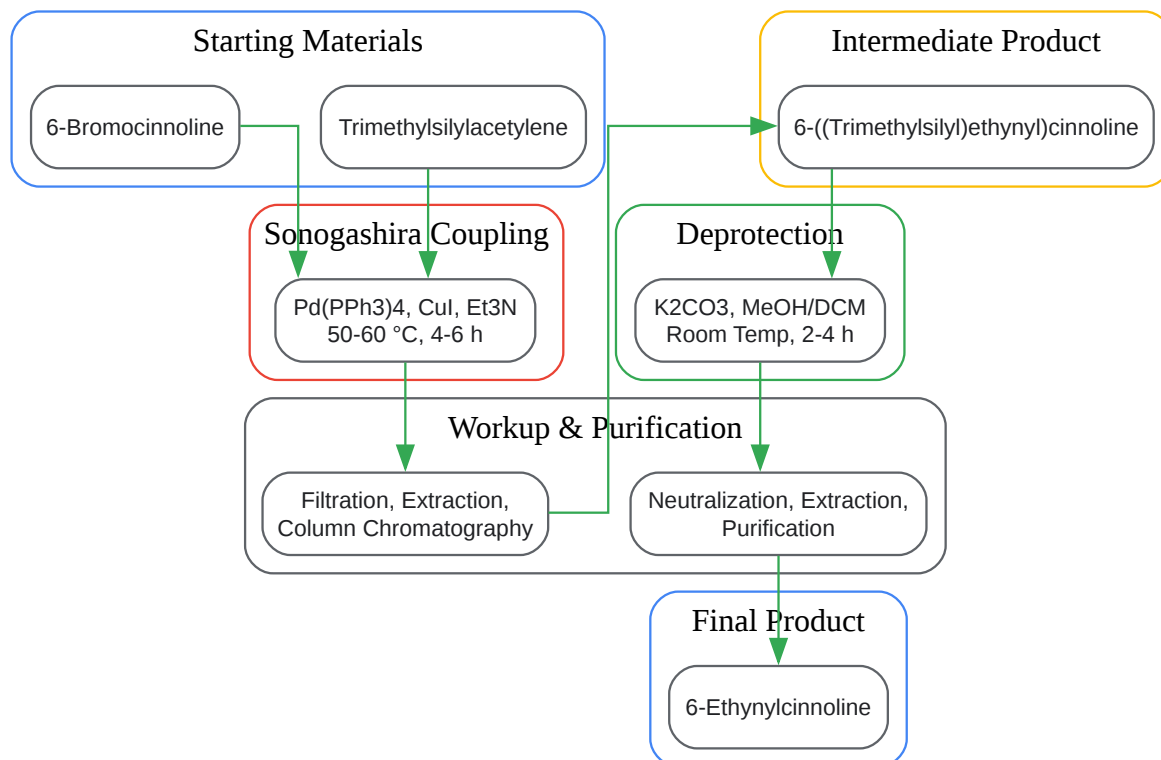 Starting Materials
6-Bromocinnoline
Trimethylsilylacetylene
Intermediate Product
6-((Trimethylsilyl)ethynyl)cinnoline
Sonogashira Coupling
Pd(PPh3)4, CuI, Et3N
50-60 °C, 4-6 h
Deprotection
K2CO3, MeOH/DCM
Room Temp, 2-4 h
Workup & Purification
Filtration, Extraction,
Column Chromatography
Neutralization, Extraction,
Purification
Final Product
6-Ethynylcinnoline